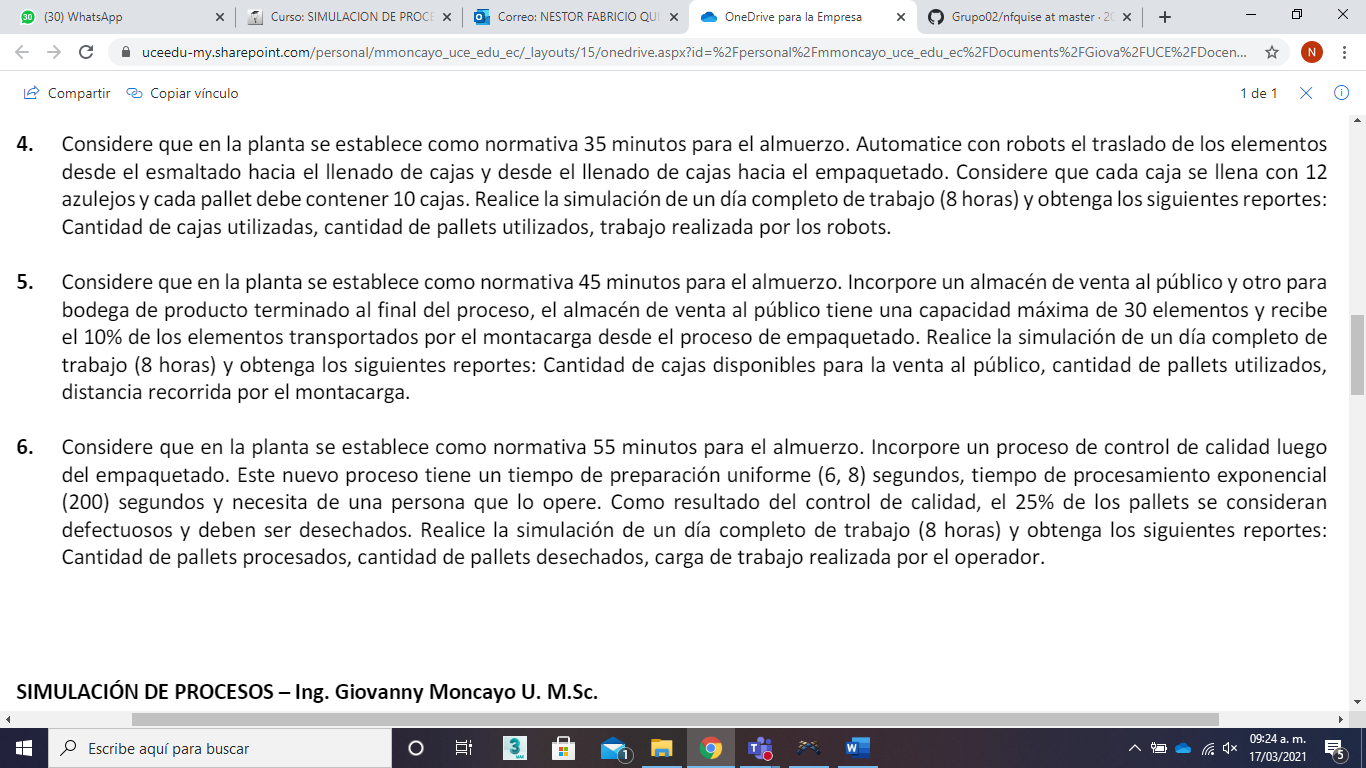 (30) WhatsApp
Curso: SIMULACION DE PROCE
Correo: NESTOR FABRICIO QUI
OneDrive para la Empresa
Grupo02/nfquise at master · 20
uceedu-my.sharepoint.com/personal/mmoncayo_uce_edu_ec/_layouts/15/onedrive.aspx?id=%2Fpersonal%2Fmmoncayo_uce_edu_ec%2FDocuments%2FGiova%2FUCE%2FDocen...
N
Compartir Copiar vínculo 1 de 1
4. Considere que en la planta se establece como normativa 35 minutos para el almuerzo. Automatice con robots el traslado de los elementos
desde el esmaltado hacia el llenado de cajas y desde el llenado de cajas hacia el empaquetado. Considere que cada caja se llena con 12
azulejos y cada pallet debe contener 10 cajas. Realice la simulación de un día completo de trabajo (8 horas) y obtenga los siguientes reportes:
Cantidad de cajas utilizadas, cantidad de pallets utilizados, trabajo realizada por los robots.
5. Considere que en la planta se establece como normativa 45 minutos para el almuerzo. Incorpore un almacén de venta al público y otro para
bodega de producto terminado al final del proceso, el almacén de venta al público tiene una capacidad máxima de 30 elementos y recibe
el 10% de los elementos transportados por el montacarga desde el proceso de empaquetado. Realice la simulación de un día completo de
trabajo (8 horas) y obtenga los siguientes reportes: Cantidad de cajas disponibles para la venta al público, cantidad de pallets utilizados,
distancia recorrida por el montacarga.
6. Considere que en la planta se establece como normativa 55 minutos para el almuerzo. Incorpore un proceso de control de calidad luego
del empaquetado. Este nuevo proceso tiene un tiempo de preparación uniforme (6, 8) segundos, tiempo de procesamiento exponencial
(200) segundos y necesita de una persona que lo opere. Como resultado del control de calidad, el 25% de los pallets se consideran
defectuosos y deben ser desechados. Realice la simulación de un día completo de trabajo (8 horas) y obtenga los siguientes reportes:
Cantidad de pallets procesados, cantidad de pallets desechados, carga de trabajo realizada por el operador.
SIMULACIÓN DE PROCESOS – Ing. Giovanny Moncayo U. M.Sc.
Escribe aquí para buscar
09:24 a. m.
17/03/2021